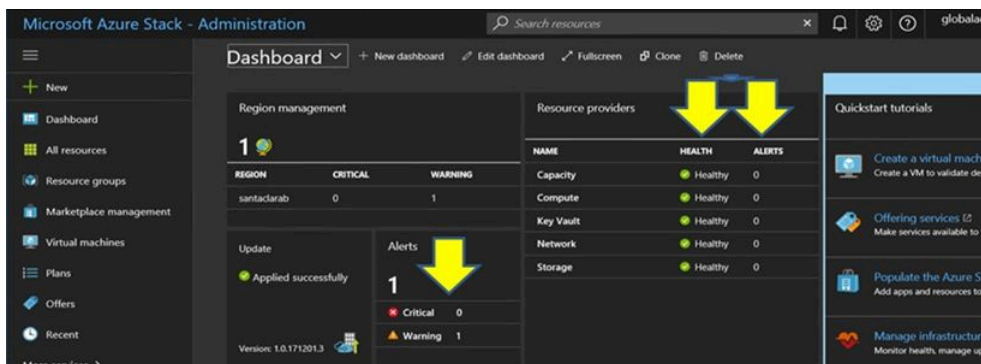 Microsoft Azure Stack - Administration
Search resources
Dashboard
+ New dashboard
Edit dashboard
Fullscreen
Clone
Delete
New
Dashboard
All resources
Resource groups
Marketplace management
Virtual machines
Plans
Offers
Recent
Region management
1
REGION CRITICAL WARNING
santaclarab 0 1
Update
Applied successfully
Version: 1.0.171201.3
Alerts
1
Critical 0
Warning 1
Resource providers
NAME HEALTH ALERTS
Capacity Healthy 0
Compute Healthy 0
Key Vault Healthy 0
Network Healthy 0
Storage Healthy 0
Quickstart tutorials
Create a virtual mach
Create a VM to validate de
Offering services
Make services available to
Populate the Azure S
Add apps and resources to
Manage infrastructur
Monitor health, manage up